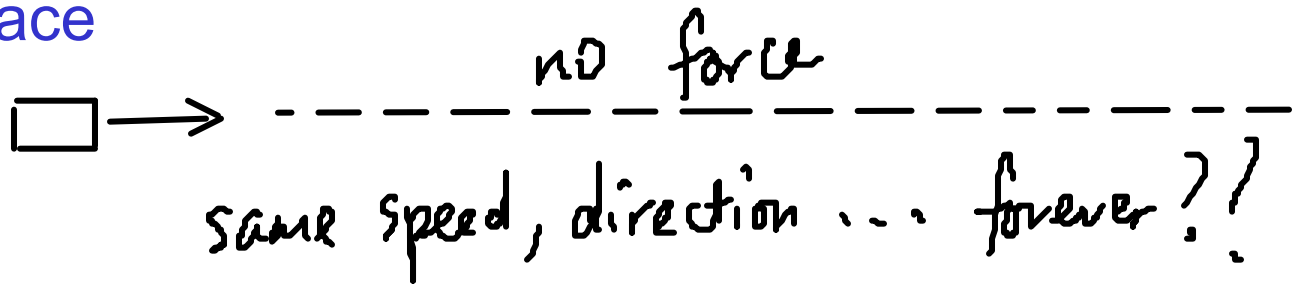 ace
no force
same speed, direction ... forever??